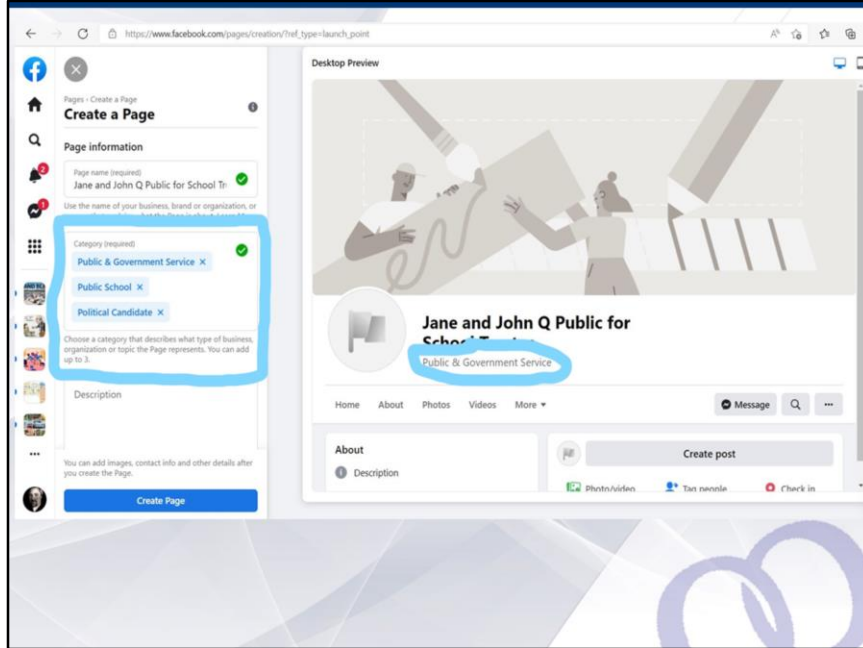 https://www.facebook.com/pages/creation/?ref_type=launch_point
Pages › Create a Page
Create a Page
Page information
Page name (required)
Jane and John Q Public for School Tr
Use the name of your business, brand or organization, or
Category (required)
Public & Government Service ×
Public School ×
Political Candidate ×
Choose a category that describes what type of business,
organization or topic the Page represents. You can add
up to 3.
Description
You can add images, contact info and other details after
you create the Page.
Create Page
2
1
Desktop Preview
Jane and John Q Public for
School
Public & Government Service
Home About Photos Videos More
Message
About
Description
Create post
Photo/video Tag people Check in